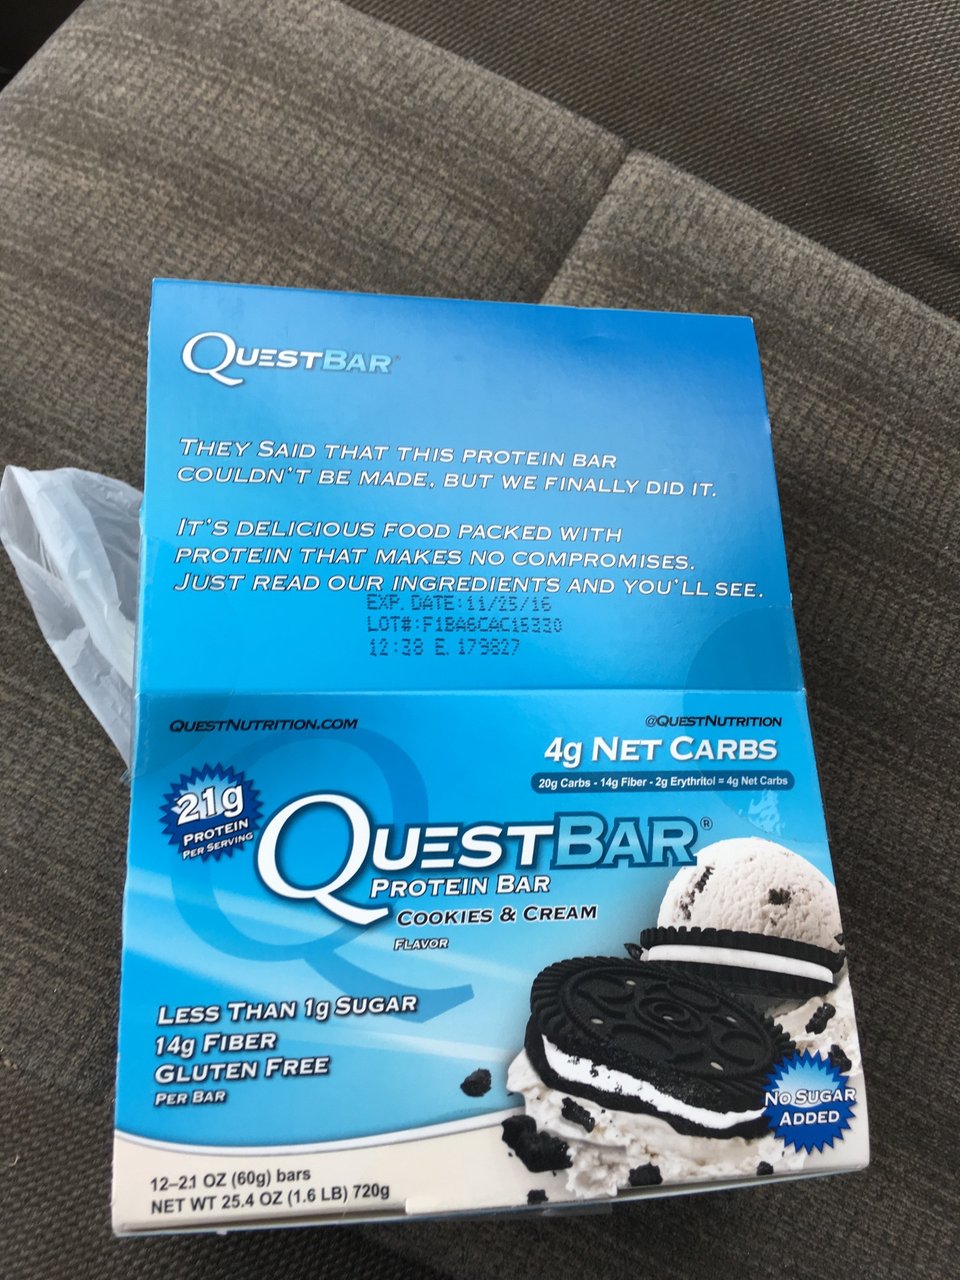 QUESTBAR
THEY SAID THAT THIS PROTEIN BAR
COULDN'T BE MADE, BUT WE FINALLY DID IT.
IT'S DELICIOUS FOOD PACKED WITH
PROTEIN THAT MAKES NO COMPROMISES.
JUST READ OUR INGREDIENTS AND YOU'LL SEE.
EXP. DATE:11/25/16
LOT#:F1BA6CAC15330
12:38 E. 179827
QUESTNUTRITION.COM
@QUESTNUTRITION
4g NET CARBS
20g Carbs - 14g Fiber - 2g Erythritol = 4g Net Carbs
21g
PROTEIN
PER SERVING
QUESTBAR®
PROTEIN BAR
COOKIES & CREAM
FLAVOR
LESS THAN 1g SUGAR
14g FIBER
GLUTEN FREE
PER BAR
NO SUGAR
ADDED
12–2.1 OZ (60g) bars
NET WT 25.4 OZ (1.6 LB) 720g